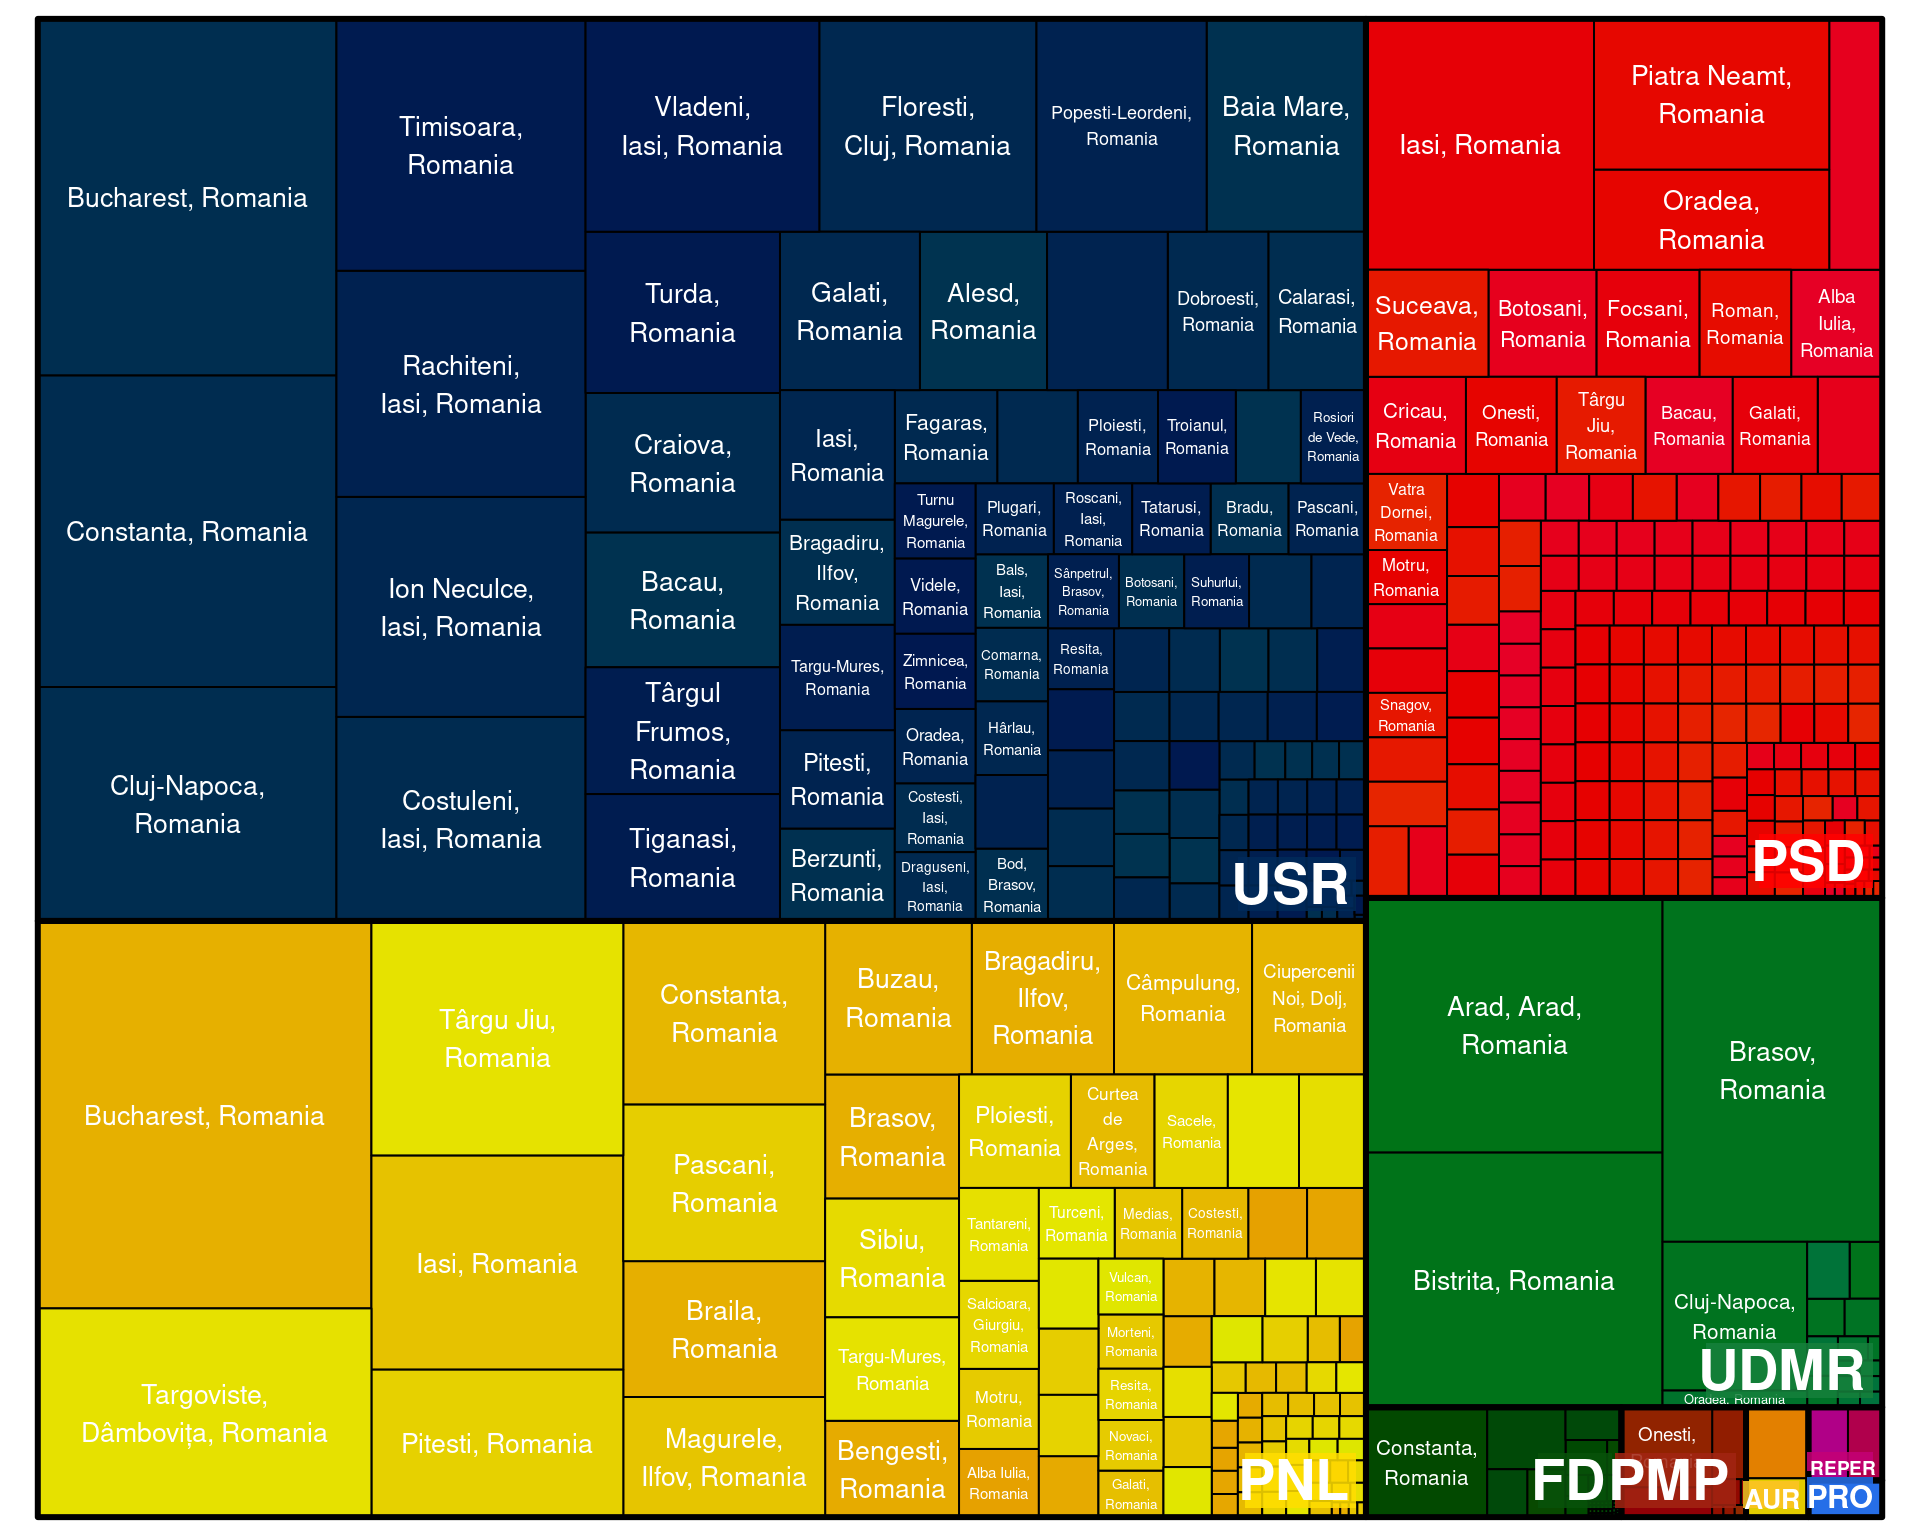 Bucharest, Romania
Constanta, Romania
Cluj-Napoca,
Romania
Timisoara,
Romania
Rachiteni,
Iasi, Romania
Ion Neculce,
Iasi, Romania
Costuleni,
Iasi, Romania
Vladeni,
Iasi, Romania
Floresti,
Cluj, Romania
Popesti-Leordeni,
Romania
Baia Mare,
Romania
Turda,
Romania
Craiova,
Romania
Bacau,
Romania
Târgul
Frumos,
Romania
Tiganasi,
Romania
Galati,
Romania
Alesd,
Romania
Dobroesti,
Romania
Calarasi,
Romania
Iasi,
Romania
Bragadiru,
Ilfov,
Romania
Targu-Mures,
Romania
Pitesti,
Romania
Berzunti,
Romania
Fagaras,
Romania
Ploiesti,
Romania
Troianul,
Romania
Rosiori
de Vede,
Romania
Turnu
Magurele,
Romania
Videle,
Romania
Zimnicea,
Romania
Oradea,
Romania
Costesti,
Iasi,
Romania
Draguseni,
Iasi,
Romania
Plugari,
Romania
Roscani,
Iasi,
Romania
Tatarusi,
Romania
Bradu,
Romania
Pascani,
Romania
Bals,
Iasi,
Romania
Comarna,
Romania
Hârlau,
Romania
Bod,
Brasov,
Romania
Sânpetrul,
Brasov,
Romania
Botosani,
Romania
Suhurlui,
Romania
Resita,
Romania
USR
Iasi, Romania
Piatra Neamt,
Romania
Oradea,
Romania
Suceava,
Romania
Botosani,
Romania
Focsani,
Romania
Roman,
Romania
Alba
Iulia,
Romania
Cricau,
Romania
Onesti,
Romania
Târgu
Jiu,
Romania
Bacau,
Romania
Galati,
Romania
Vatra
Dornei,
Romania
Motru,
Romania
Snagov,
Romania
PSD
Bucharest, Romania
Targoviste,
Dâmbovița, Romania
Târgu Jiu,
Romania
Iasi, Romania
Pitesti, Romania
Constanta,
Romania
Pascani,
Romania
Braila,
Romania
Magurele,
Ilfov, Romania
Buzau,
Romania
Bragadiru,
Ilfov,
Romania
Câmpulung,
Romania
Ciupercenii
Noi, Dolj,
Romania
Brasov,
Romania
Sibiu,
Romania
Targu-Mures,
Romania
Bengesti,
Romania
Ploiesti,
Romania
Curtea
de
Arges,
Romania
Sacele,
Romania
Tantareni,
Romania
Salcioara,
Giurgiu,
Romania
Motru,
Romania
Alba Iulia,
Romania
Turceni,
Romania
Medias,
Romania
Costesti,
Romania
Vulcan,
Romania
Morteni,
Romania
Resita,
Romania
Novaci,
Romania
Galati,
Romania
PNL
Arad, Arad,
Romania
Bistrita, Romania
Brasov,
Romania
Cluj-Napoca,
Romania
UDMR
Oradea, Romania
Constanta,
Romania
FD
Onesti,
Romania
PMP
AUR
REPER
PRO